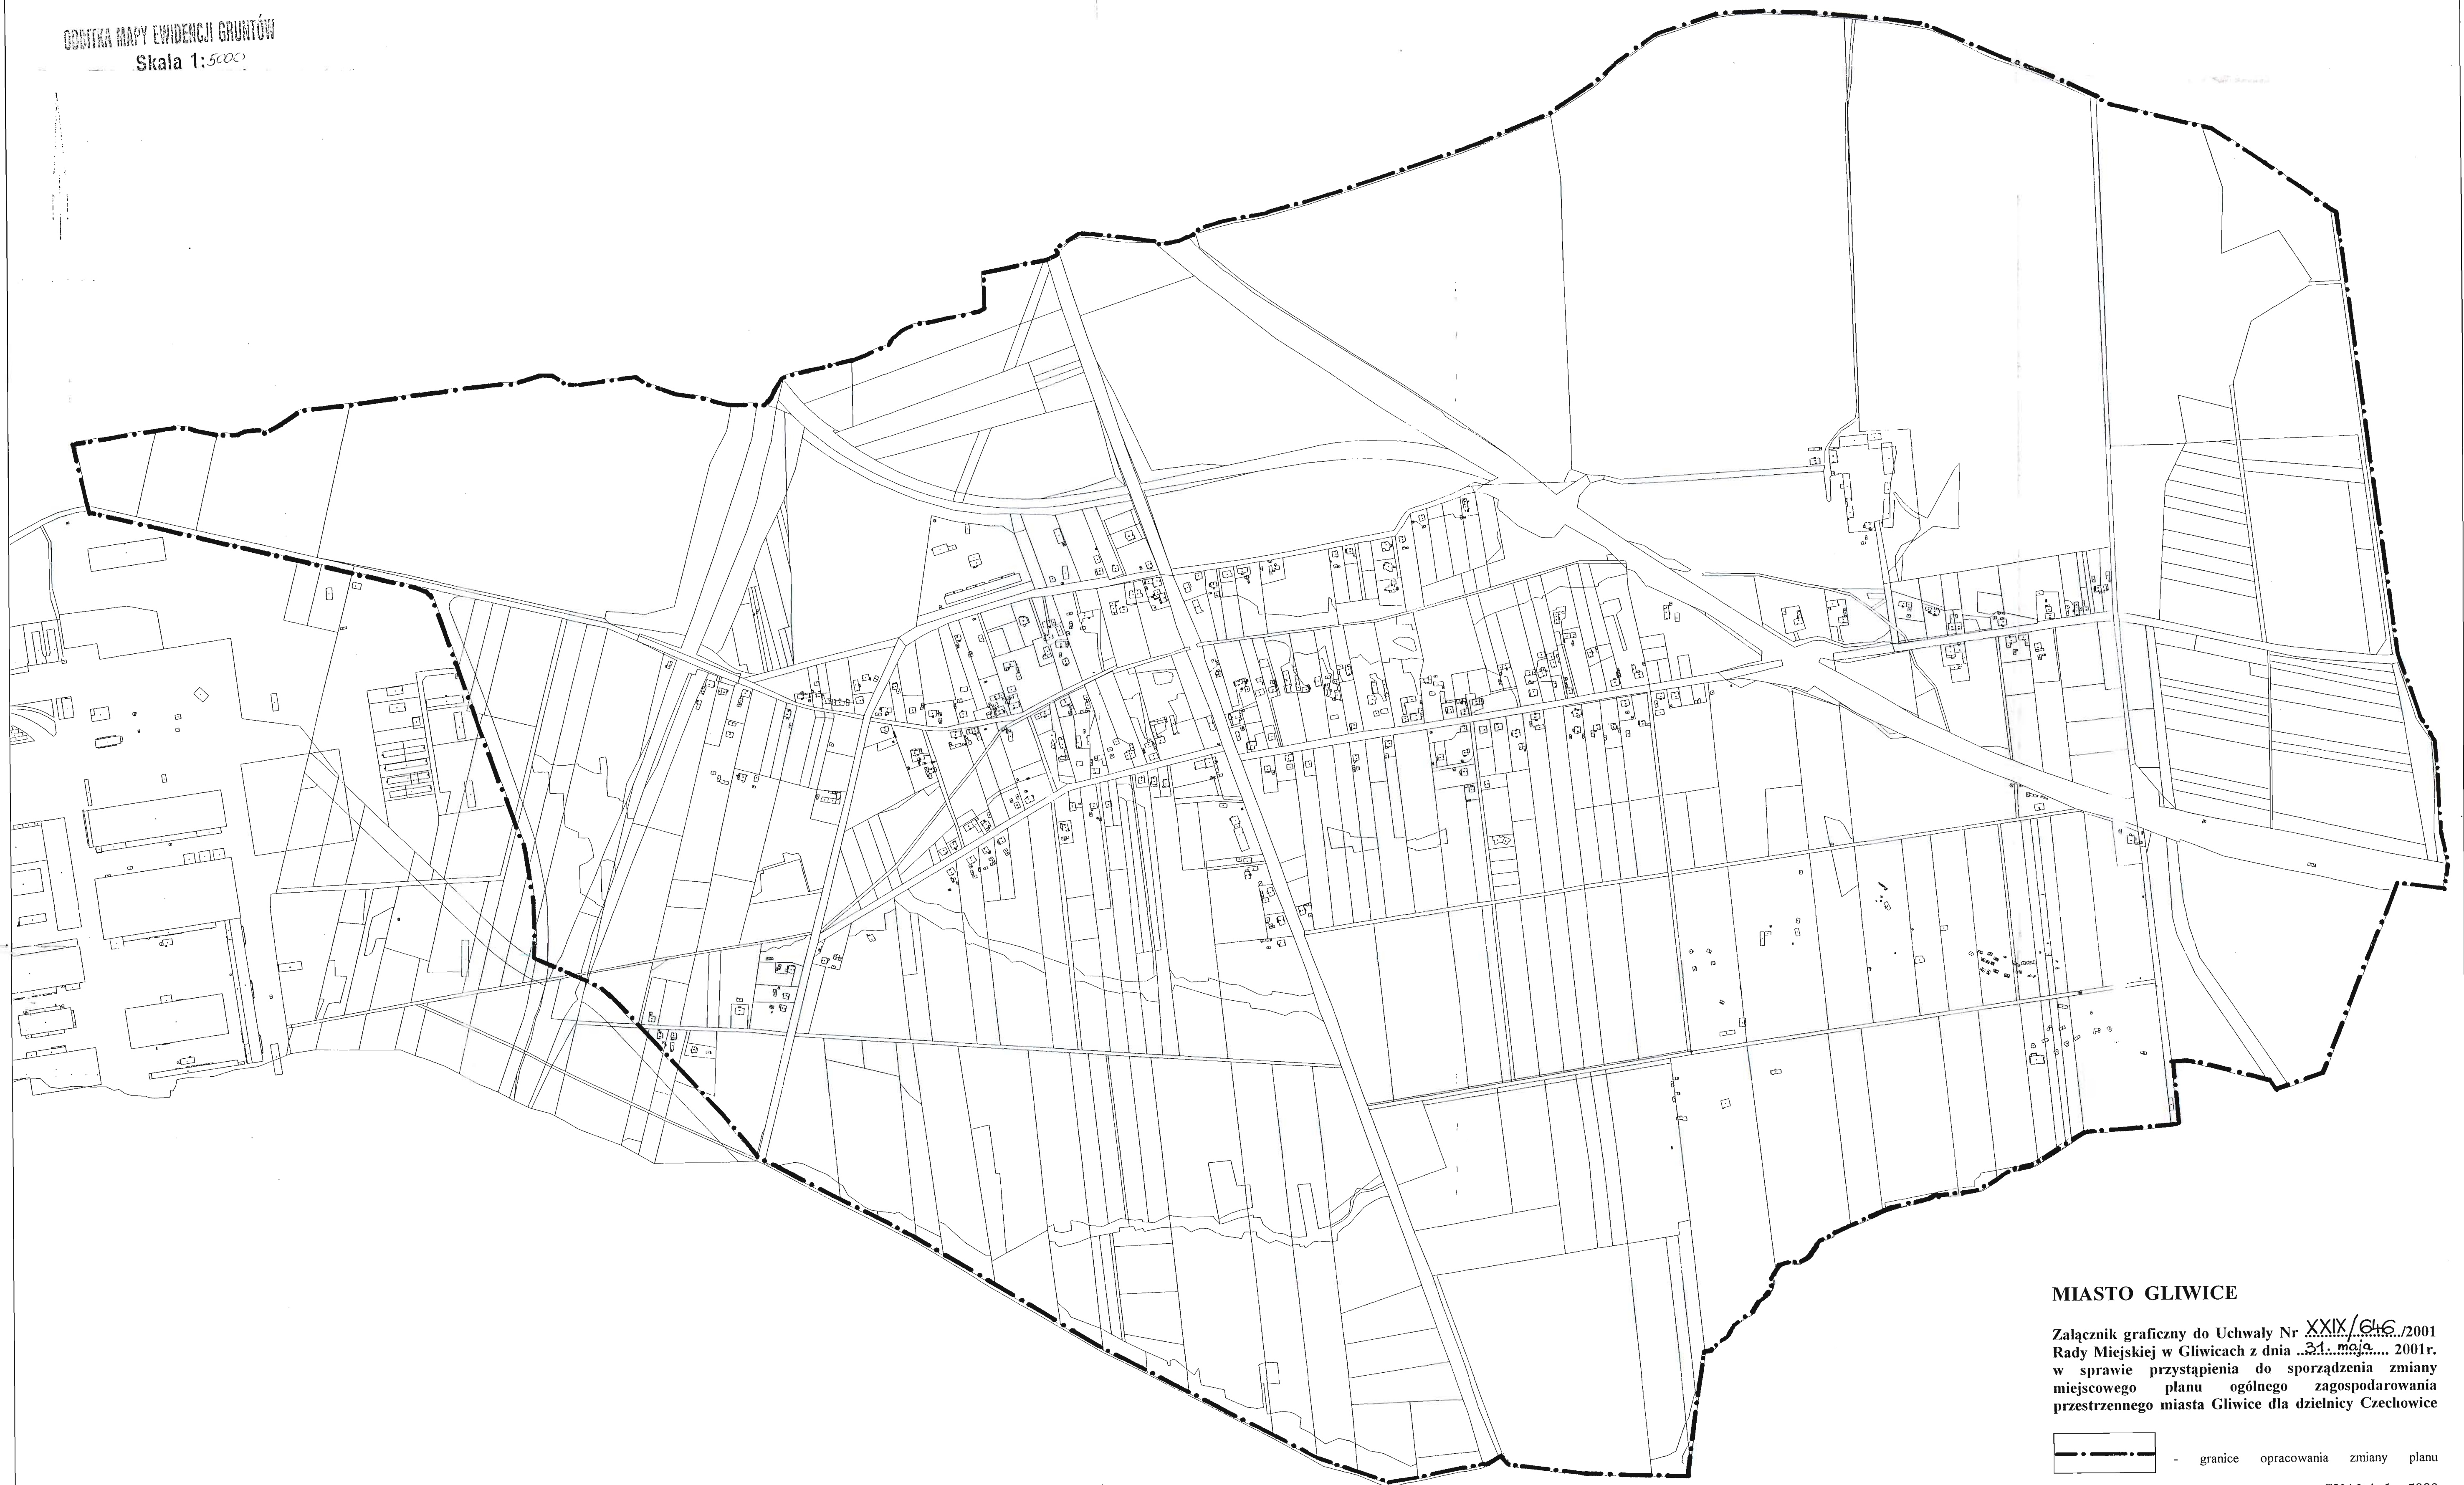 ODBITKA MAPY EWIDENCJI GRUNTÓW
Skala 1:5000
MIASTO GLIWICE
Załącznik graficzny do Uchwały Nr XXIX/646/2001
Rady Miejskiej w Gliwicach z dnia 31. maja 2001r.
w sprawie przystąpienia do sporządzenia zmiany
miejscowego planu ogólnego zagospodarowania
przestrzennego miasta Gliwice dla dzielnicy Czechowice
- granice opracowania zmiany planu